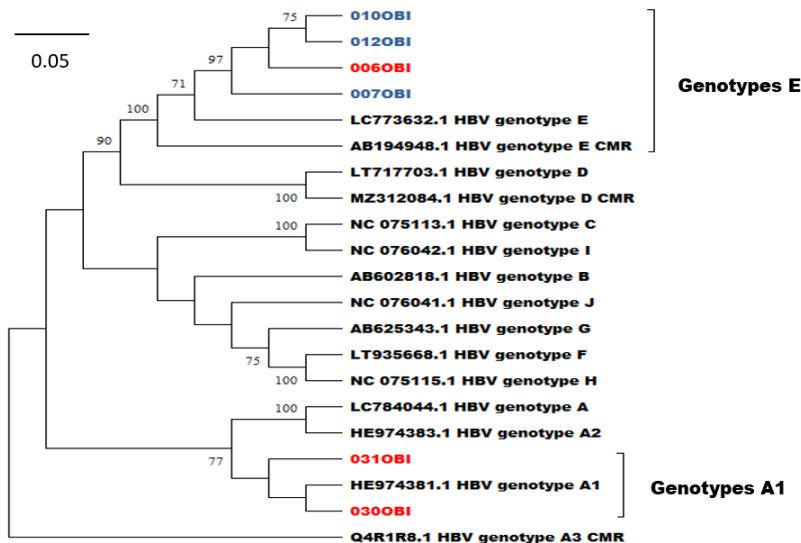 75
010OBI
012OBI
0.05
97
006OBI
71
007OBI
Genotypes E
100
LC773632.1 HBV genotype E
90
AB194948.1 HBV genotype E CMR
LT717703.1 HBV genotype D
100
MZ312084.1 HBV genotype D CMR
100
NC 075113.1 HBV genotype C
NC 076042.1 HBV genotype I
AB602818.1 HBV genotype B
NC 076041.1 HBV genotype J
AB625343.1 HBV genotype G
75
LT935668.1 HBV genotype F
100
NC 075115.1 HBV genotype H
100
LC784044.1 HBV genotype A
HE974383.1 HBV genotype A2
77
031OBI
HE974381.1 HBV genotype A1
Genotypes A1
030OBI
Q4R1R8.1 HBV genotype A3 CMR